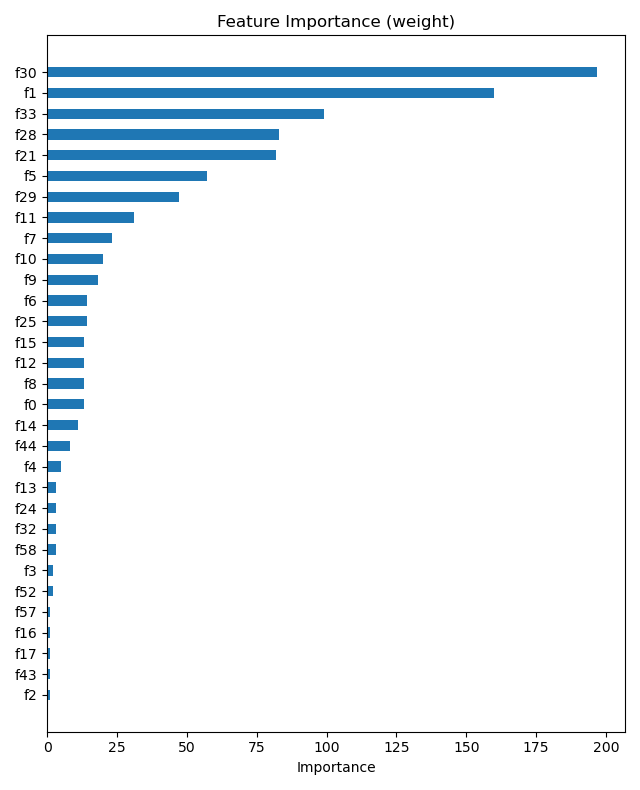 Feature Importance (weight)
f30
f1
f33
f28
f21
f5
f29
f11
f7
f10
f9
f6
f25
f15
f12
f8
f0
f14
f44
f4
f13
f24
f32
f58
f3
f52
f57
f16
f17
f43
f2
0 25 50 75 100 125 150 175 200
Importance